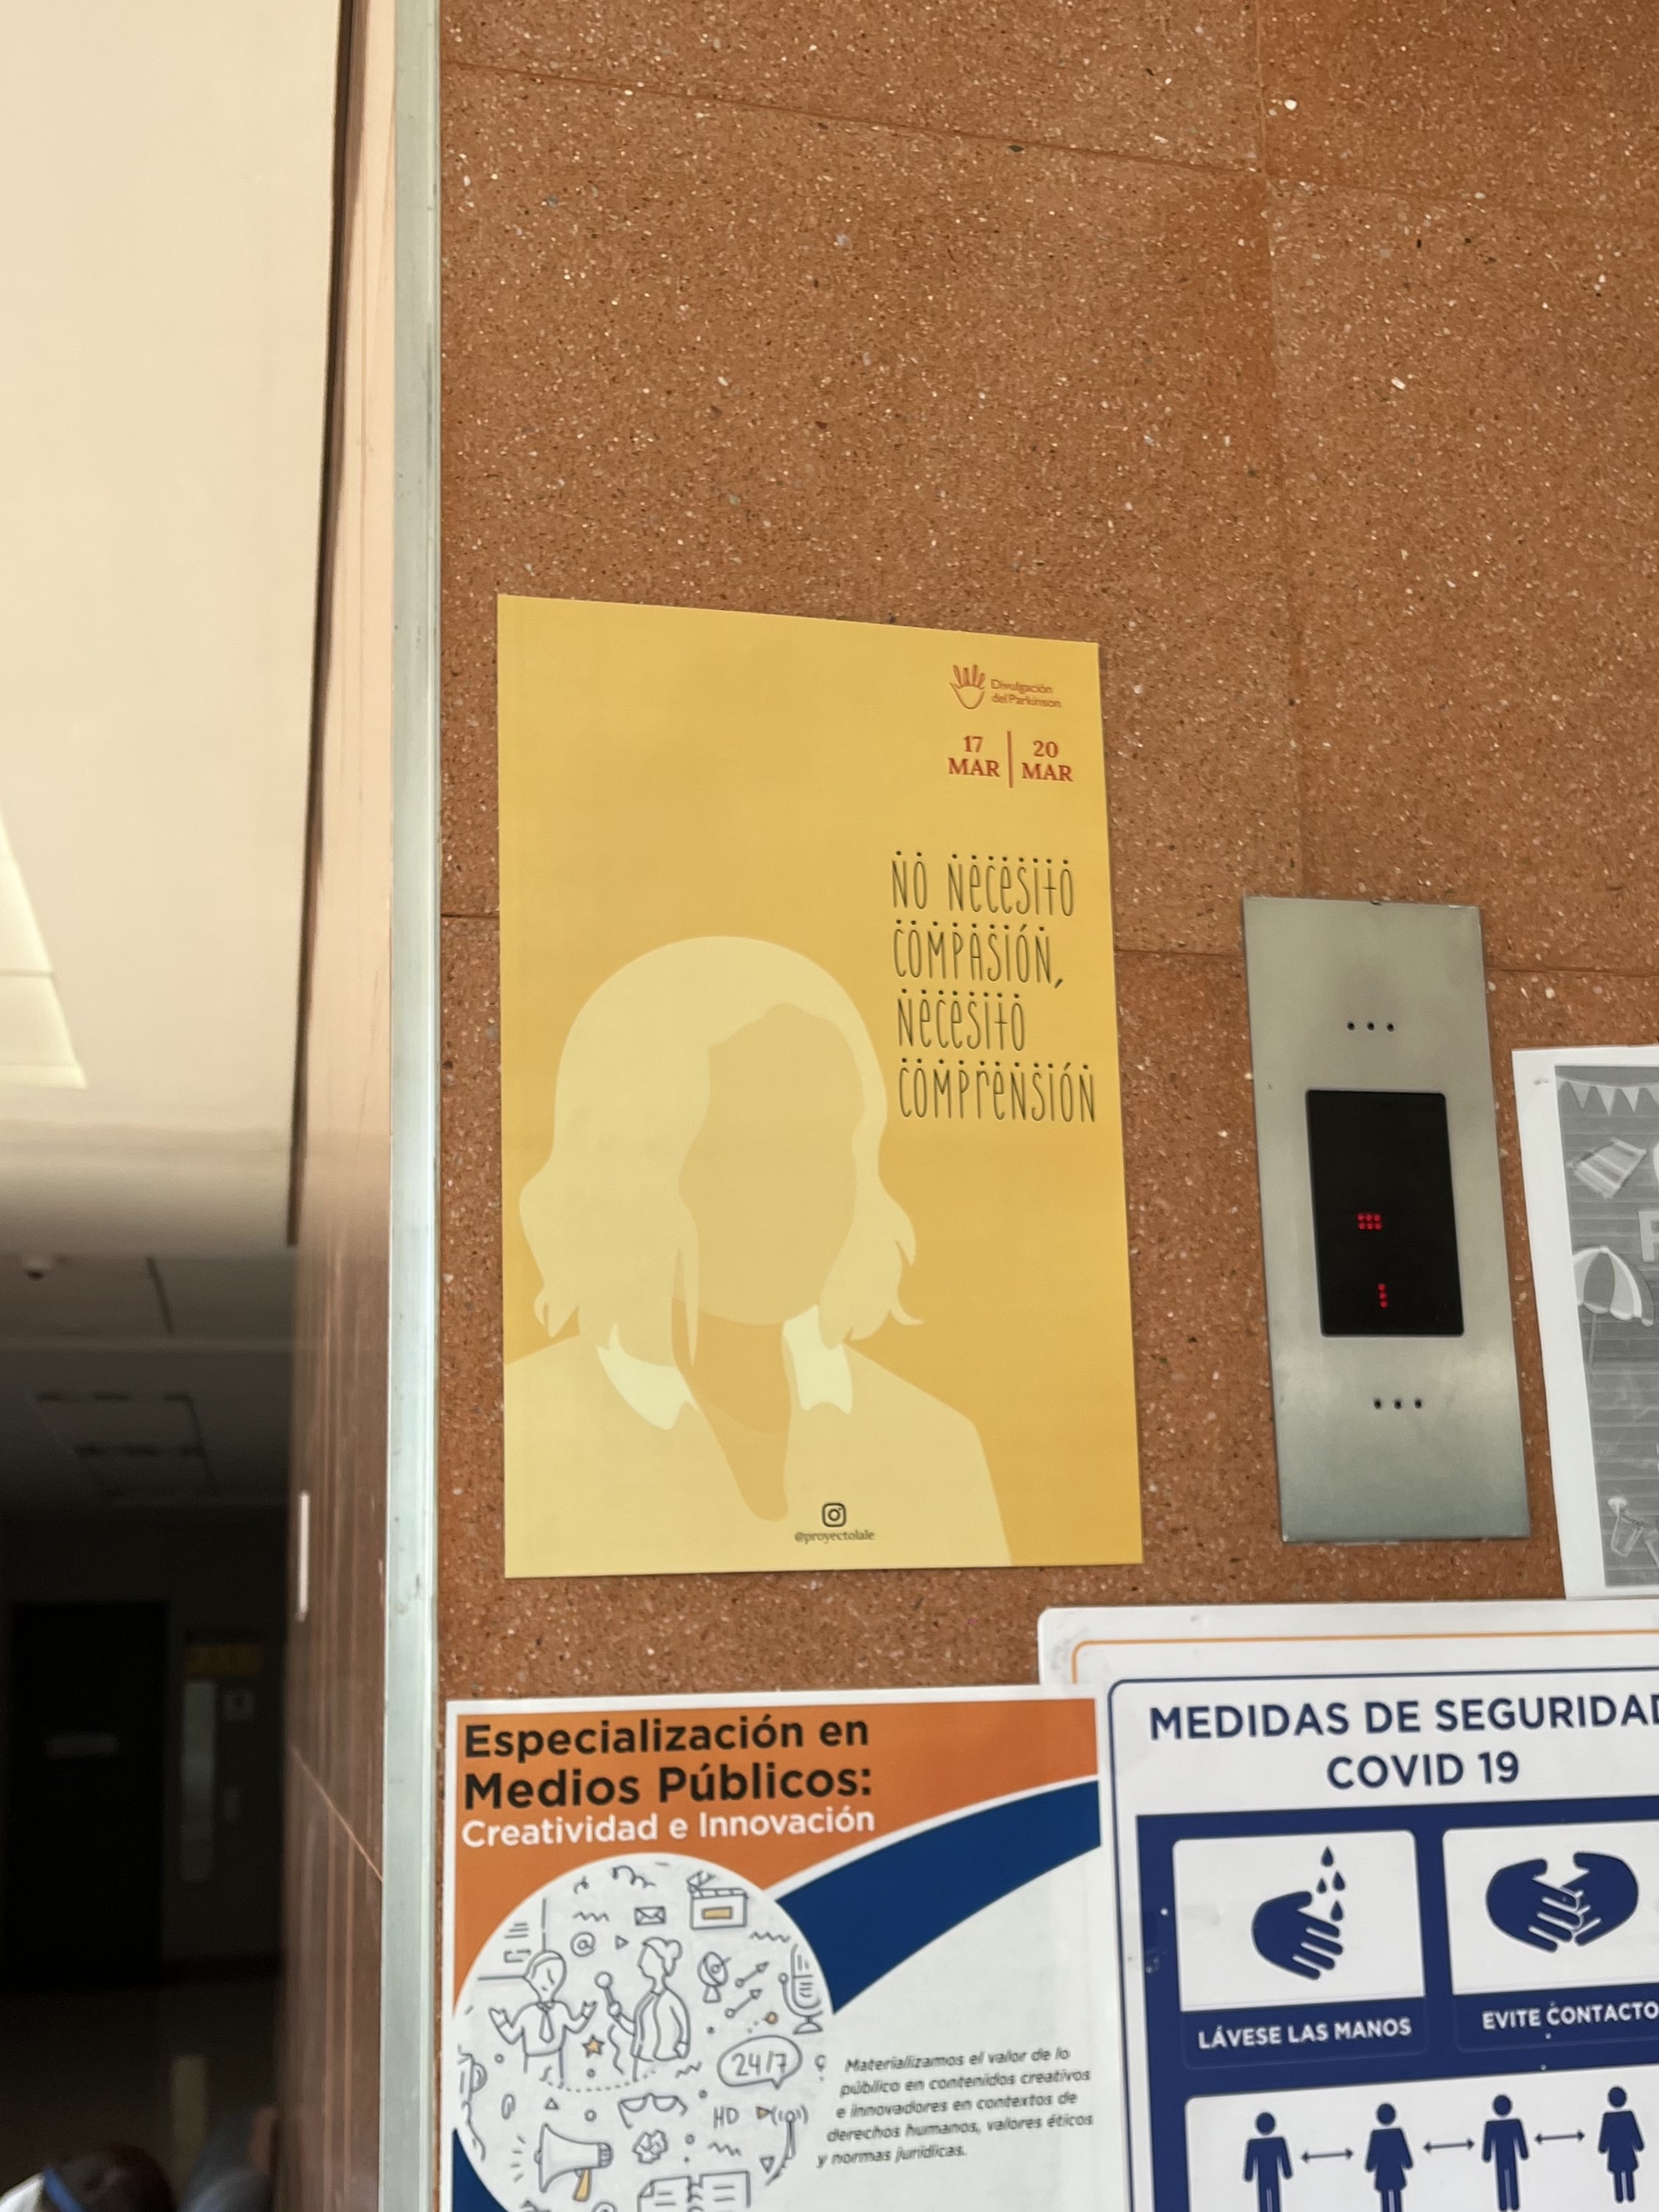 Divulgación
del Parkinson
17
MAR
20
MAR
No Necesito
compasión,
Necesito
comprensión
@proyectolale
Especialización en
Medios Públicos:
Creatividad e Innovación
24/7
HD
@
Materializamos el valor de lo
público en contenidos creativos
e innovadores en contextos de
derechos humanos, valores éticos
y normas jurídicas.
MEDIDAS DE SEGURIDAD
COVID 19
LÁVESE LAS MANOS
EVITE CONTACTO